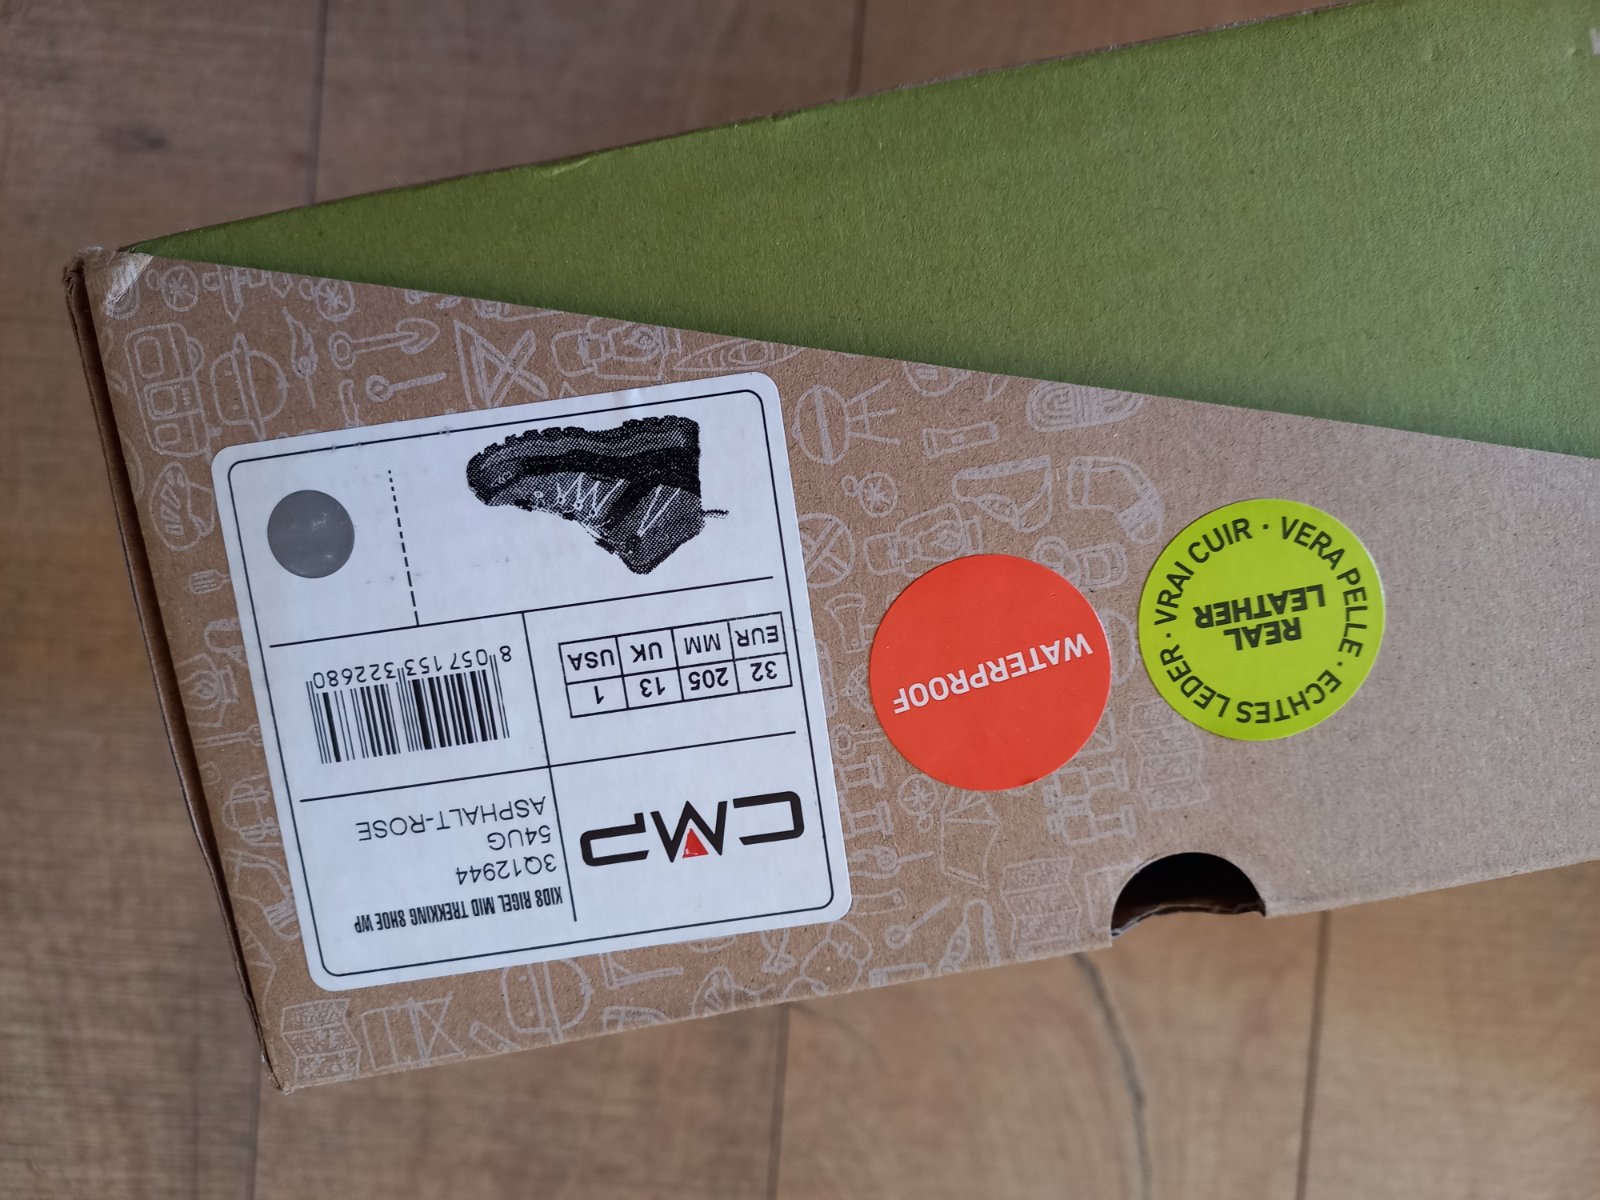 CMP
KIDS RIGEL MID TREKKING SHOE WP
3Q12944
54UG
ASPHALT-ROSE
32 205 13 1
EUR MM UK USA
8 057153 322680
WATERPROOF
REAL
LEATHER
VERA PELLE · ECHTES LEDER · VRAI CUIR ·